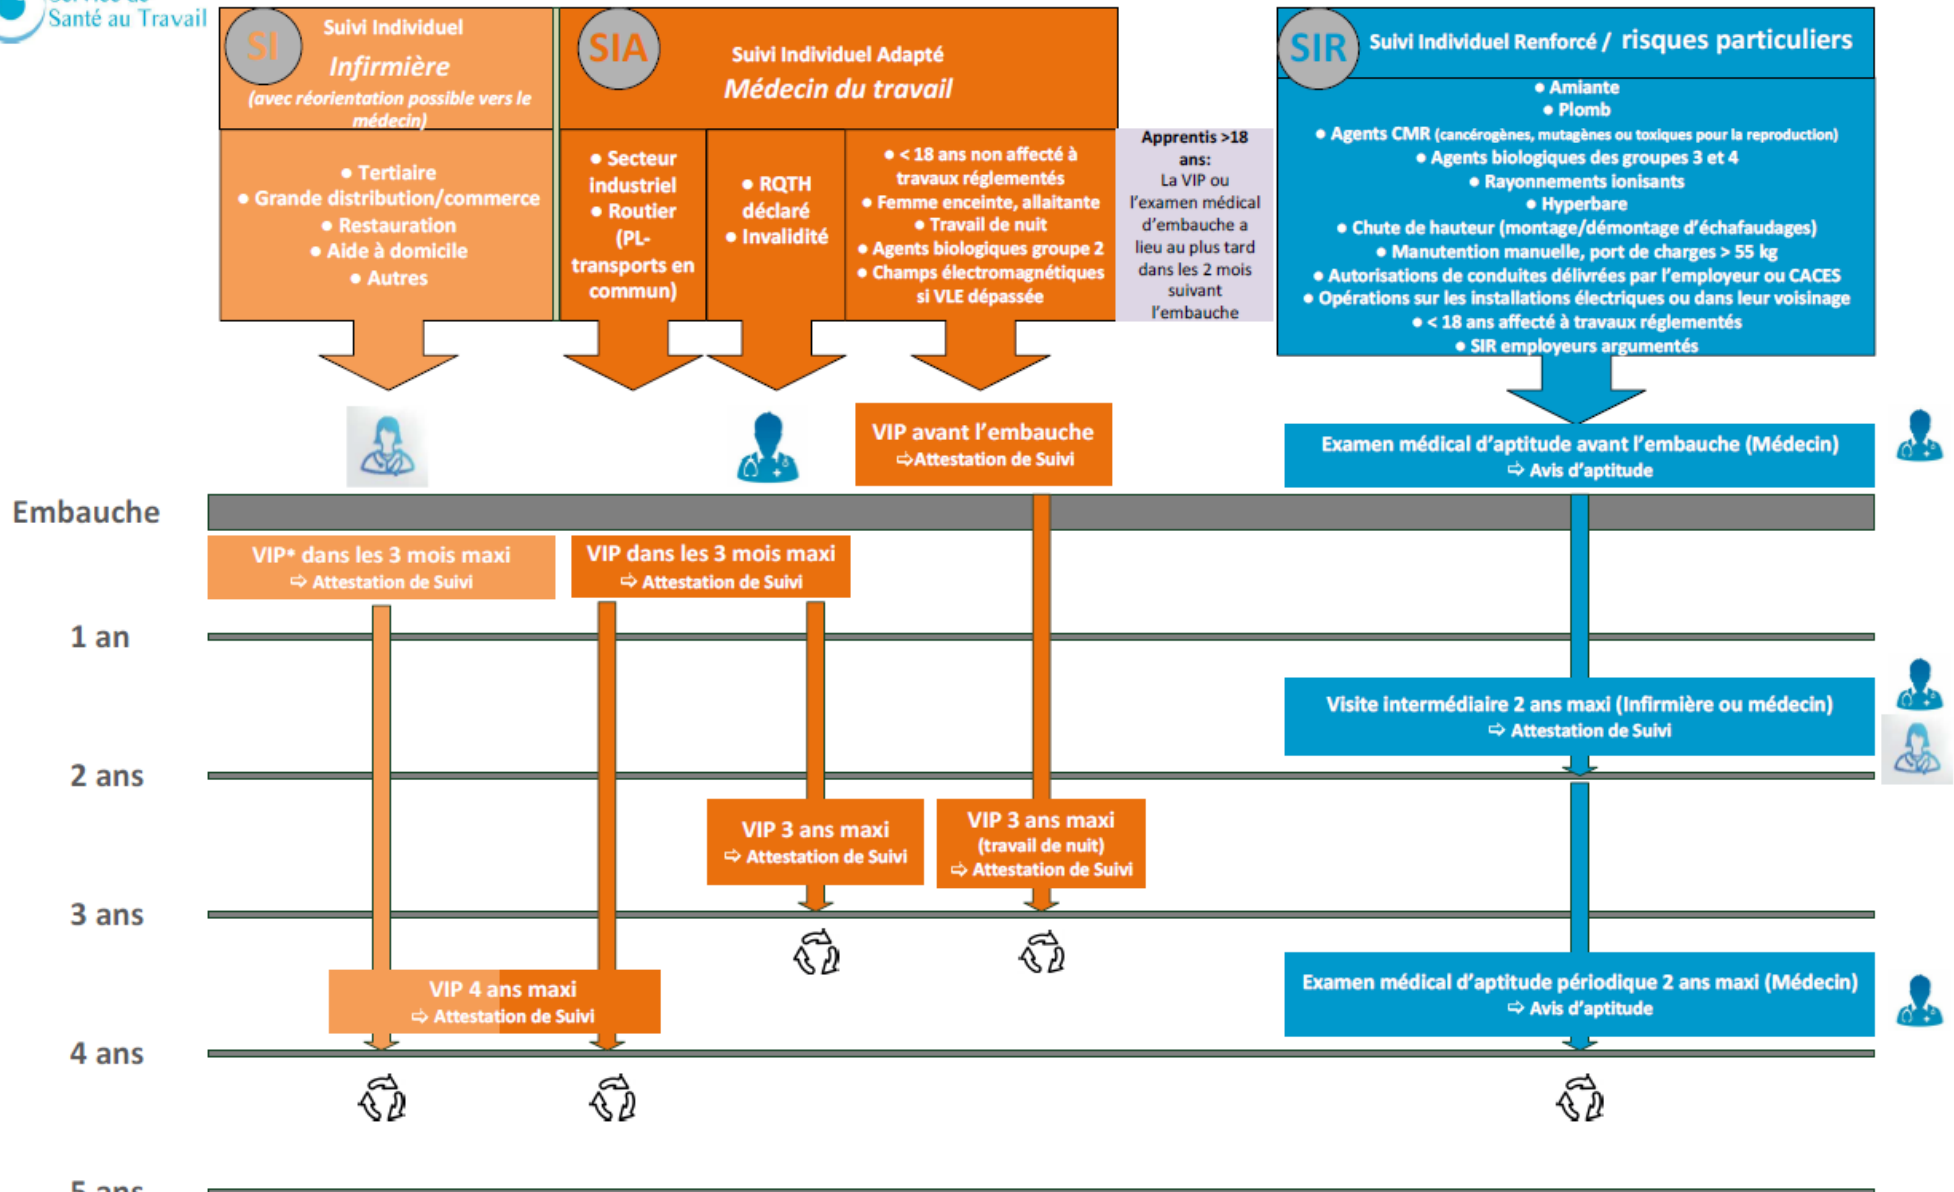 Santé au Travail
SI
Suivi Individuel
Infirmière
(avec réorientation possible vers le
médecin)
● Tertiaire
● Grande distribution/commerce
● Restauration
● Aide à domicile
● Autres
SIA
Suivi Individuel Adapté
Médecin du travail
● Secteur
industriel
● Routier
(PL-
transports en
commun)
● RQTH
déclaré
● Invalidité
● < 18 ans non affecté à
travaux réglementés
● Femme enceinte, allaitante
● Travail de nuit
● Agents biologiques groupe 2
● Champs électromagnétiques
si VLE dépassée
Apprentis >18
ans:
La VIP ou
l'examen médical
d'embauche a
lieu au plus tard
dans les 2 mois
suivant
l'embauche
SIR
Suivi Individuel Renforcé / risques particuliers
● Amiante
● Plomb
● Agents CMR (cancérogènes, mutagènes ou toxiques pour la reproduction)
● Agents biologiques des groupes 3 et 4
● Rayonnements ionisants
● Hyperbare
● Chute de hauteur (montage/démontage d'échafaudages)
● Manutention manuelle, port de charges > 55 kg
● Autorisations de conduites délivrées par l'employeur ou CACES
● Opérations sur les installations électriques ou dans leur voisinage
● < 18 ans affecté à travaux réglementés
● SIR employeurs argumentés
VIP avant l'embauche
⇨Attestation de Suivi
Examen médical d'aptitude avant l'embauche (Médecin)
⇨ Avis d'aptitude
Embauche
VIP* dans les 3 mois maxi
⇨ Attestation de Suivi
VIP dans les 3 mois maxi
⇨ Attestation de Suivi
1 an
Visite intermédiaire 2 ans maxi (Infirmière ou médecin)
⇨ Attestation de Suivi
2 ans
VIP 3 ans maxi
⇨ Attestation de Suivi
VIP 3 ans maxi
(travail de nuit)
⇨ Attestation de Suivi
3 ans
VIP 4 ans maxi
⇨ Attestation de Suivi
Examen médical d'aptitude périodique 2 ans maxi (Médecin)
⇨ Avis d'aptitude
4 ans
5 ans